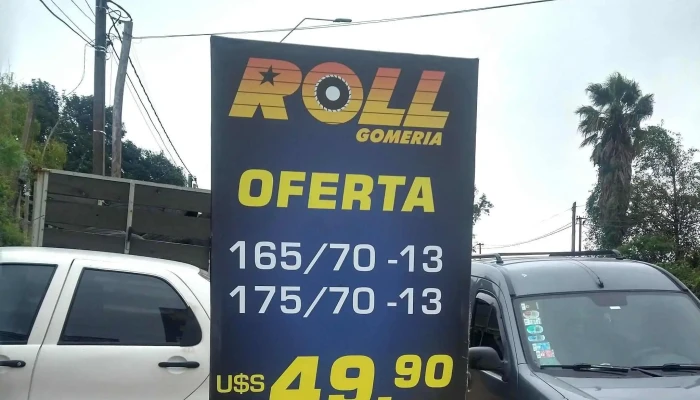 ROLL
GOMERIA
OFERTA
165/70 -13
175/70 -13
U$S 49.90